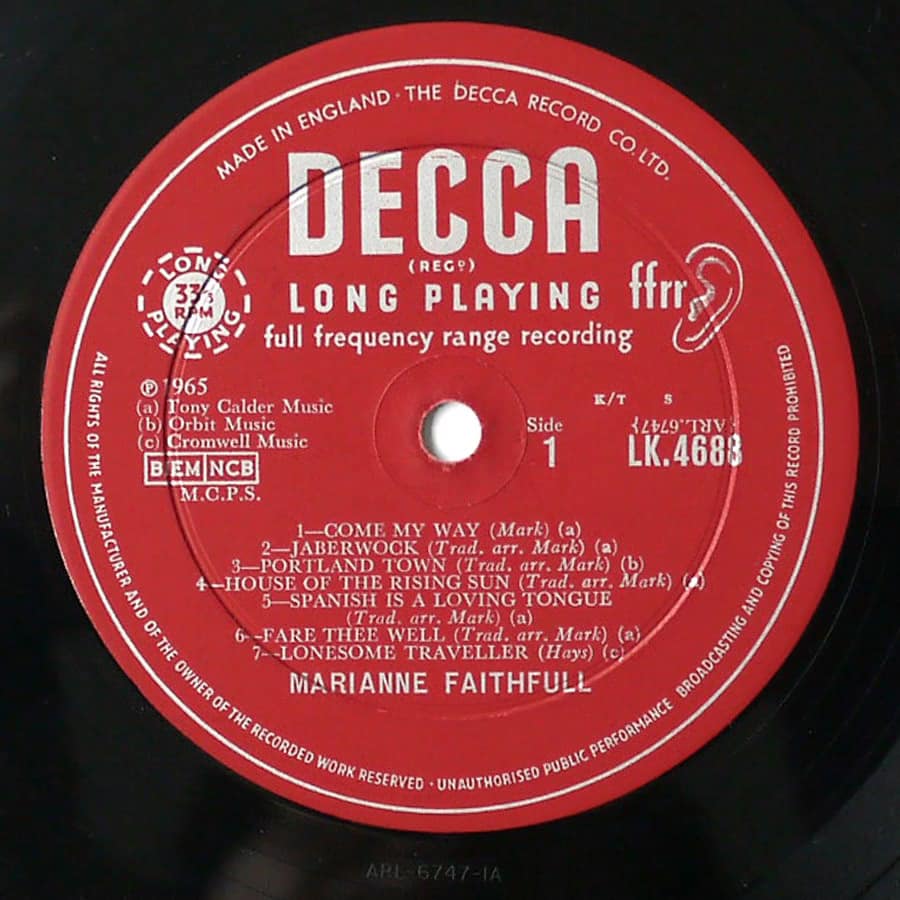 MADE IN ENGLAND · THE DECCA RECORD CO. LTD.
DECCA
(REGD)
LONG PLAYING
33⅓
RPM
LONG PLAYING
ffrr
full frequency range recording
℗ 1965
(a) Tony Calder Music
(b) Orbit Music
(c) Cromwell Music
BIEM NCB
M.C.P.S.
Side
1
K/T S
(ARL.6747)
LK.4688
1—COME MY WAY (Mark) (a)
2—JABERWOCK (Trad. arr. Mark) (a)
3—PORTLAND TOWN (Trad. arr. Mark) (b)
4—HOUSE OF THE RISING SUN (Trad. arr. Mark) (a)
5—SPANISH IS A LOVING TONGUE
(Trad. arr. Mark) (a)
6—FARE THEE WELL (Trad. arr. Mark) (a)
7—LONESOME TRAVELLER (Hays) (c)
MARIANNE FAITHFULL
ALL RIGHTS OF THE MANUFACTURER AND OF THE OWNER OF THE RECORDED WORK RESERVED · UNAUTHORISED PUBLIC PERFORMANCE BROADCASTING AND COPYING OF THIS RECORD PROHIBITED
ARL-6747-1A